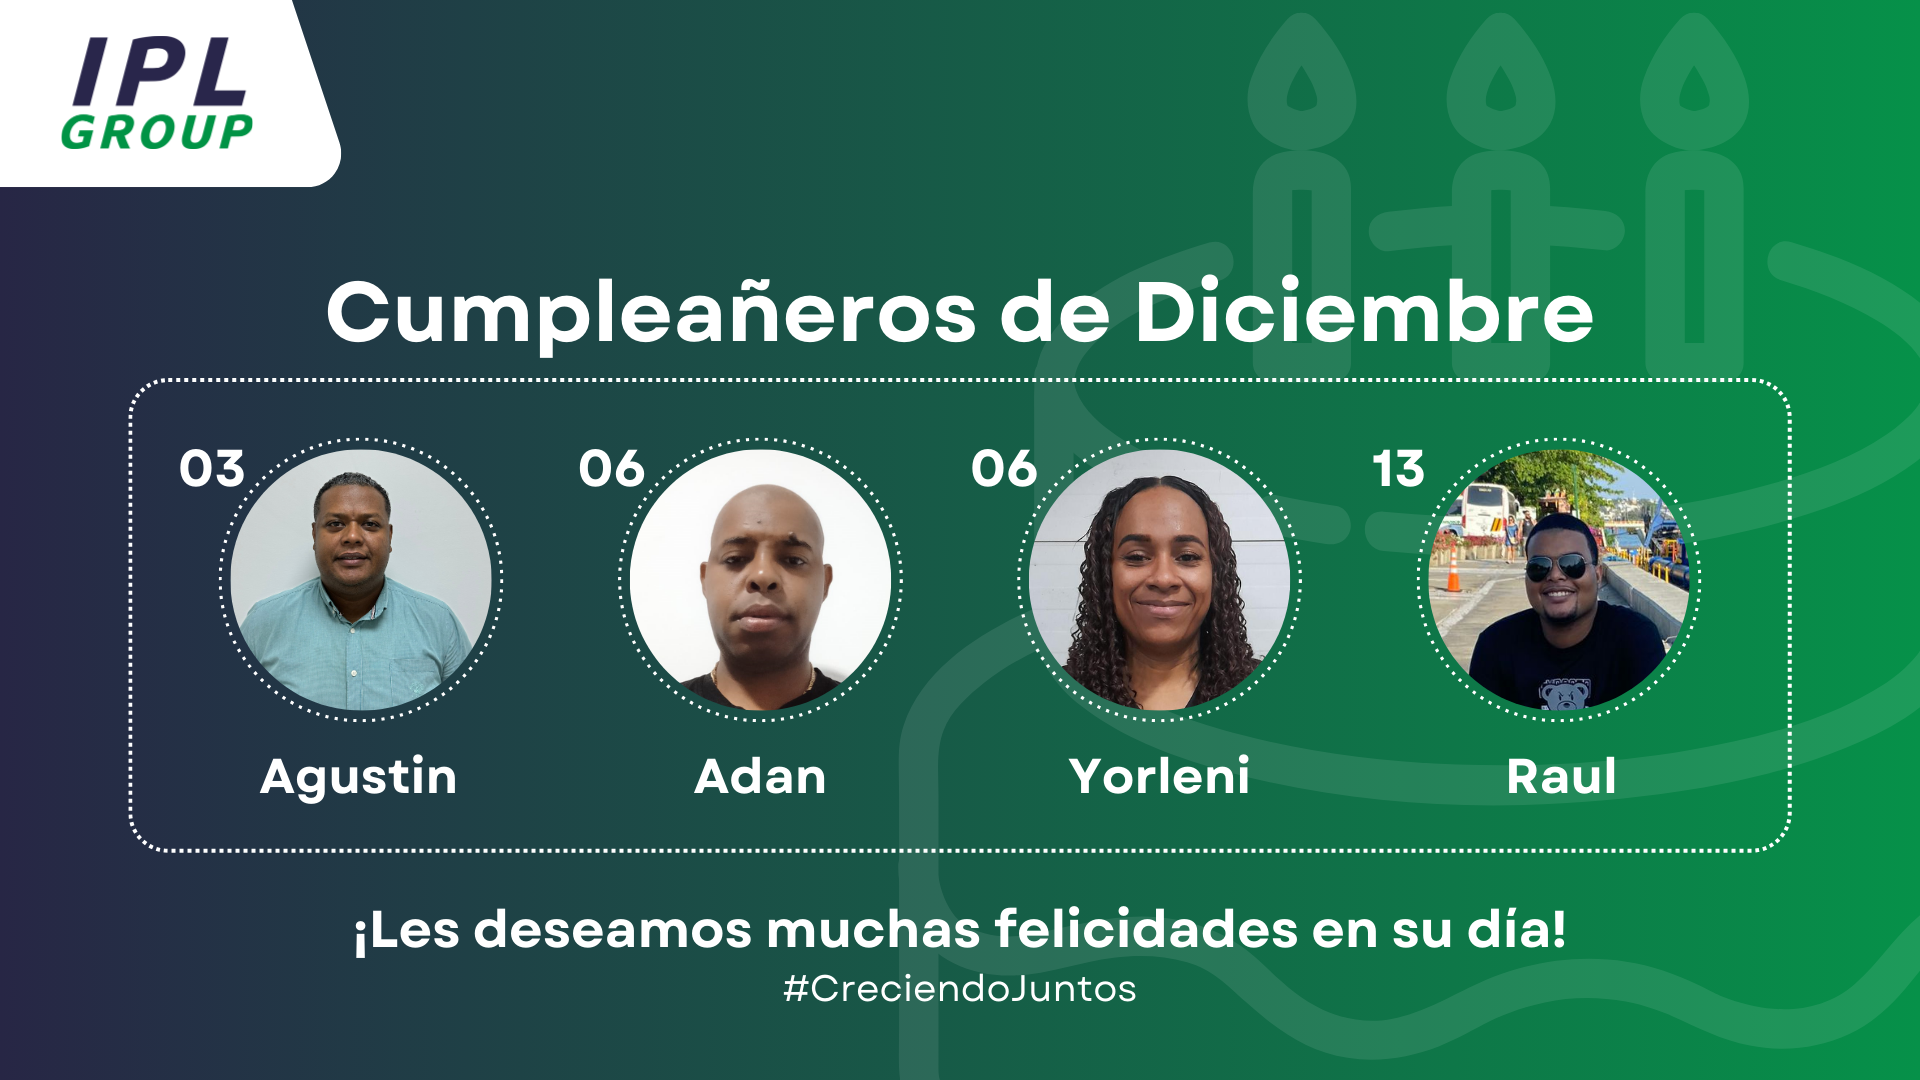 IPL
GROUP
Cumpleañeros de Diciembre
03
06
06
13
Agustin
Adan
Yorleni
Raul
¡Les deseamos muchas felicidades en su día!
#CreciendoJuntos